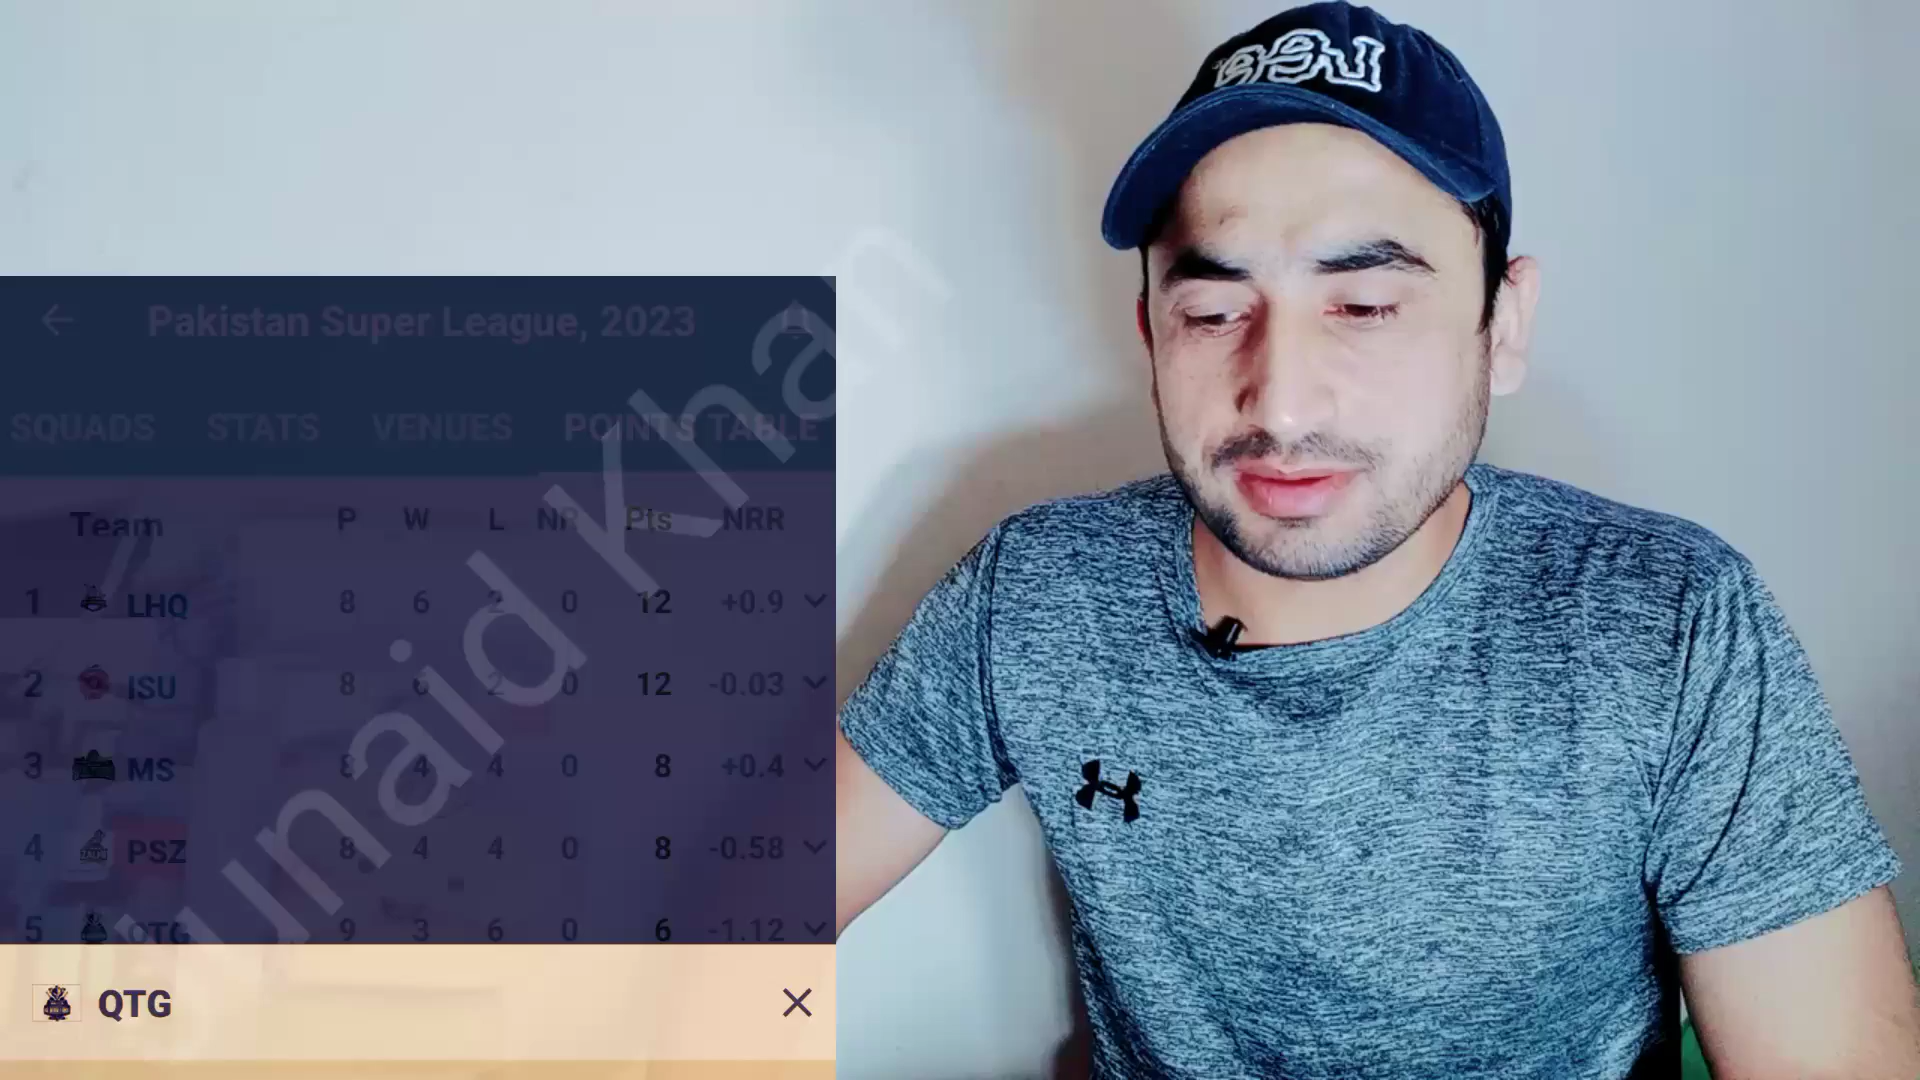 Pakistan Super League, 2023
SQUADS STATS VENUES POINTS TABLE
Team P W L NR Pts NRR
1 LHQ 8 6 2 0 12 +0.9
2 ISU 8 6 2 0 12 -0.03
3 MS 8 4 4 0 8 +0.4
4 PSZ 8 4 4 0 8 -0.58
5 QTG 9 3 6 0 6 -1.12
QTG
Junaid Khan